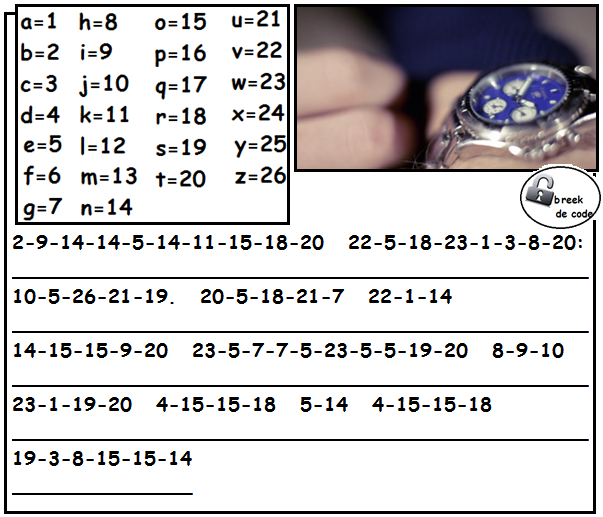 a=1 h=8 o=15 u=21
b=2 i=9 p=16 v=22
c=3 j=10 q=17 w=23
d=4 k=11 r=18 x=24
e=5 l=12 s=19 y=25
f=6 m=13 t=20 z=26
g=7 n=14
breek
de code
2-9-14-14-5-14-11-15-18-20 22-5-18-23-1-3-8-20:
10-5-26-21-19. 20-5-18-21-7 22-1-14
14-15-15-9-20 23-5-7-7-5-23-5-5-19-20 8-9-10
23-1-19-20 4-15-15-18 5-14 4-15-15-18
19-3-8-15-15-14